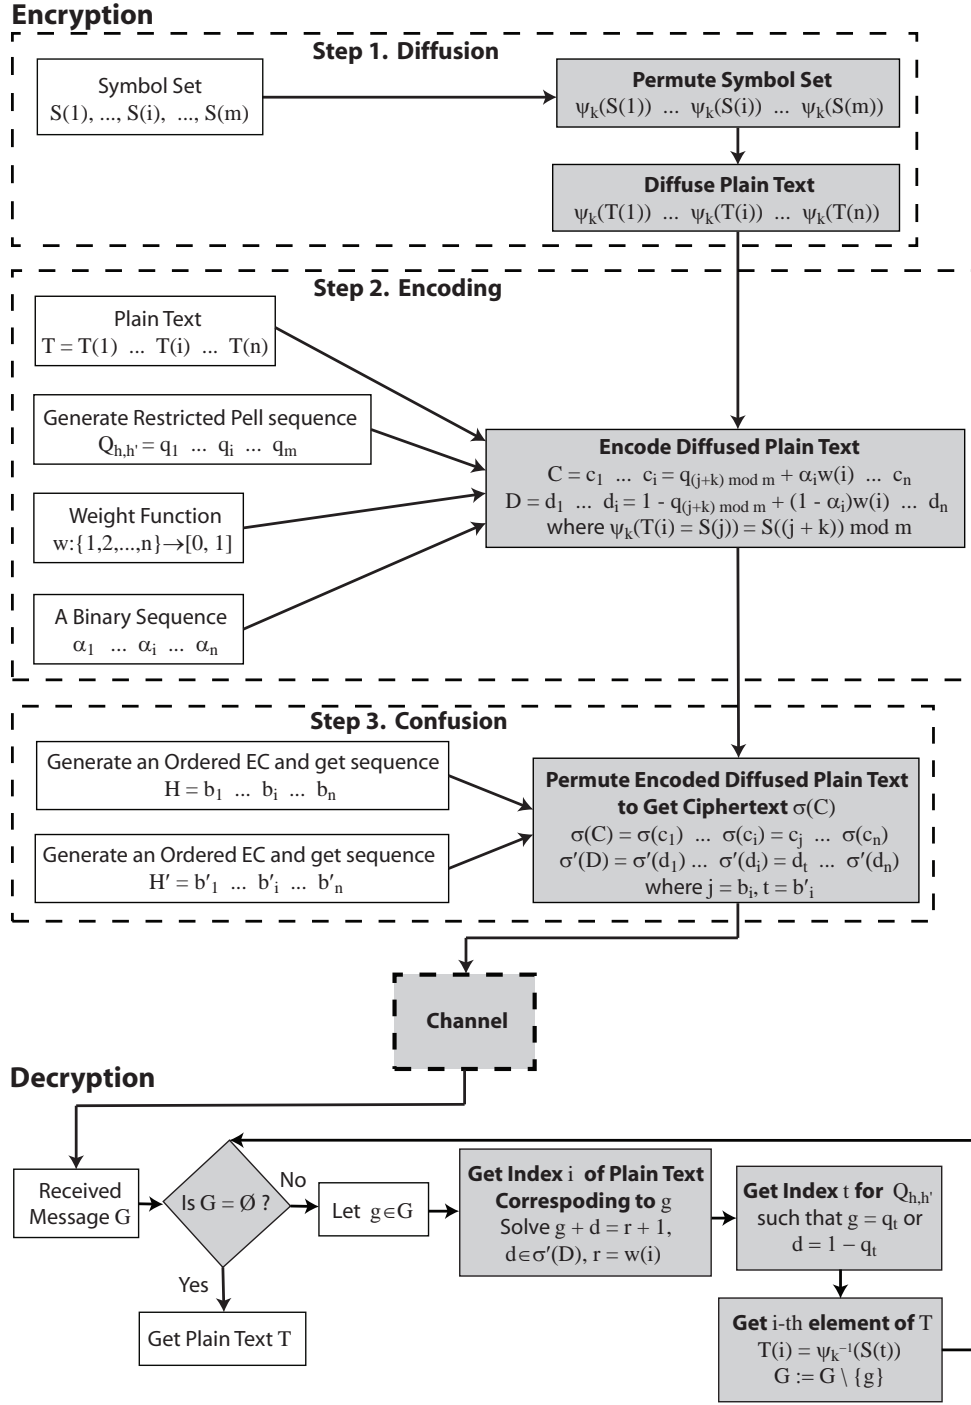 Encryption
Step 1. Diffusion
Symbol Set
S(1), ..., S(i), ..., S(m)
Permute Symbol Set
ψk(S(1)) ... ψk(S(i)) ... ψk(S(m))
Diffuse Plain Text
ψk(T(1)) ... ψk(T(i)) ... ψk(T(n))
Step 2. Encoding
Plain Text
T = T(1) ... T(i) ... T(n)
Generate Restricted Pell sequence
Qh,h' = q1 ... qi ... qm
Weight Function
w:{1,2,...,n}→[0, 1]
A Binary Sequence
α1 ... αi ... αn
Encode Diffused Plain Text
C = c1 ... ci = q(j+k) mod m + αiw(i) ... cn
D = d1 ... di = 1 - q(j+k) mod m + (1 - αi)w(i) ... dn
where ψk(T(i) = S(j)) = S((j + k)) mod m
Step 3. Confusion
Generate an Ordered EC and get sequence
H = b1 ... bi ... bn
Generate an Ordered EC and get sequence
H′ = b′1 ... b′i ... b′n
Permute Encoded Diffused Plain Text
to Get Ciphertext σ(C)
σ(C) = σ(c1) ... σ(ci) = cj ... σ(cn)
σ′(D) = σ′(d1) ... σ′(di) = dt ... σ′(dn)
where j = bi, t = b′i
Channel
Decryption
Received
Message G
Is G = Ø ?
No
Yes
Get Plain Text T
Let g∈G
Get Index i of Plain Text
Correspoding to g
Solve g + d = r + 1,
d∈σ′(D), r = w(i)
Get Index t for Qh,h'
such that g = qt or
d = 1 − qt
Get i-th element of T
T(i) = ψk-1(S(t))
G := G \ {g}